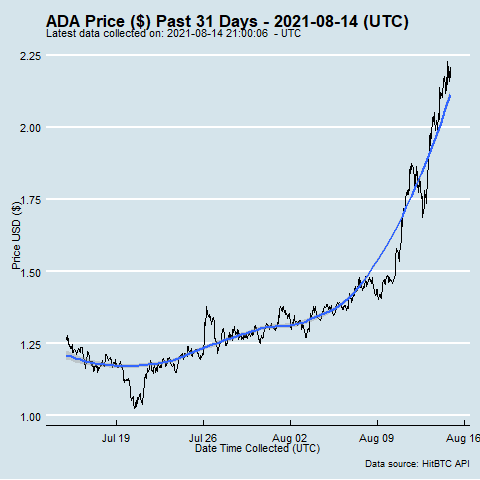 ADA Price ($) Past 31 Days - 2021-08-14 (UTC)
Latest data collected on: 2021-08-14 21:00:06  - UTC
2.25
2.00
1.75
1.50
1.25
1.00
Price USD ($)
Jul 19
Jul 26
Aug 02
Aug 09
Aug 16
Date Time Collected (UTC)
Data source: HitBTC API